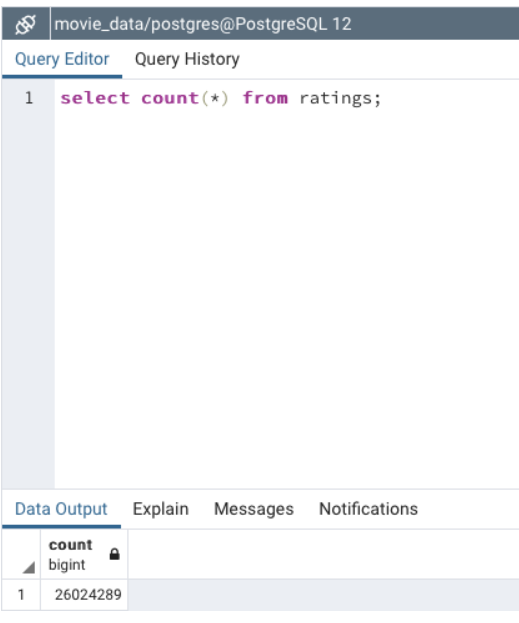 movie_data/postgres@PostgreSQL 12
Query Editor Query History
1 select count(*) from ratings;
Data Output Explain Messages Notifications
count
bigint
1 26024289